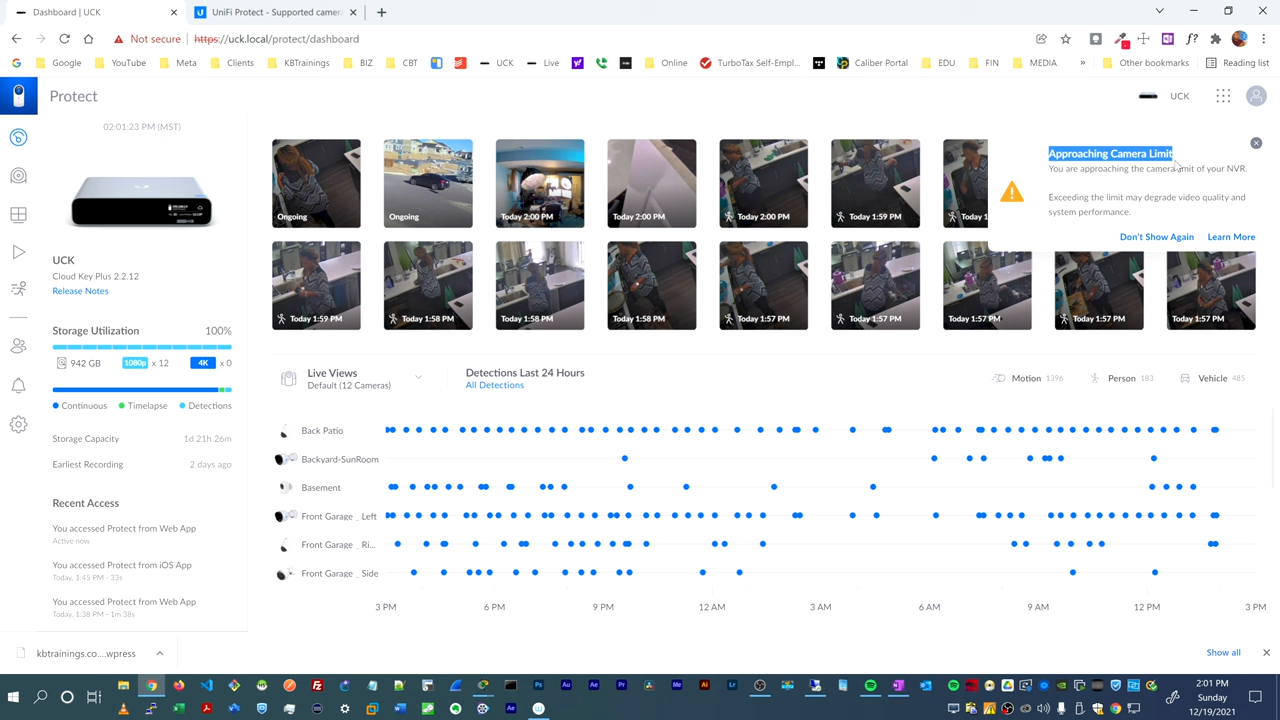 Dashboard | UCK
UniFi Protect - Supported camera
Not secure
https://uck.local/protect/dashboard
Google
YouTube
Meta
Clients
KBTrainings
BIZ
CBT
UCK
Live
Online
TurboTax Self-Empl...
Caliber Portal
EDU
FIN
MEDIA
»
Other bookmarks
Reading list
Protect
UCK
02:01:23 PM (MST)
UCK
Cloud Key Plus 2.2.12
Release Notes
Storage Utilization 100%
942 GB 1080p x 12 4K x 0
Continuous Timelapse Detections
Storage Capacity 1d 21h 26m
Earliest Recording 2 days ago
Recent Access
You accessed Protect from Web App
Active now
You accessed Protect from iOS App
Today, 1:45 PM - 33s
You accessed Protect from Web App
Today, 1:38 PM - 1m 38s
Ongoing
Ongoing
Today 2:00 PM
Today 2:00 PM
Today 2:00 PM
Today 1:59 PM
Today 1
Approaching Camera Limit
You are approaching the camera limit of your NVR.
Exceeding the limit may degrade video quality and
system performance.
Don't Show Again Learn More
Today 1:59 PM
Today 1:58 PM
Today 1:58 PM
Today 1:58 PM
Today 1:57 PM
Today 1:57 PM
Today 1:57 PM
Today 1:57 PM
Today 1:57 PM
Live Views
Default (12 Cameras)
Detections Last 24 Hours
All Detections
Motion 1396
Person 183
Vehicle 485
Back Patio
Backyard-SunRoom
Basement
Front Garage _ Left
Front Garage _ Ri...
Front Garage _ Side
3 PM 6 PM 9 PM 12 AM 3 AM 6 AM 9 AM 12 PM 3 PM
kbtrainings.co....wpress
Show all
2:01 PM
Sunday
12/19/2021